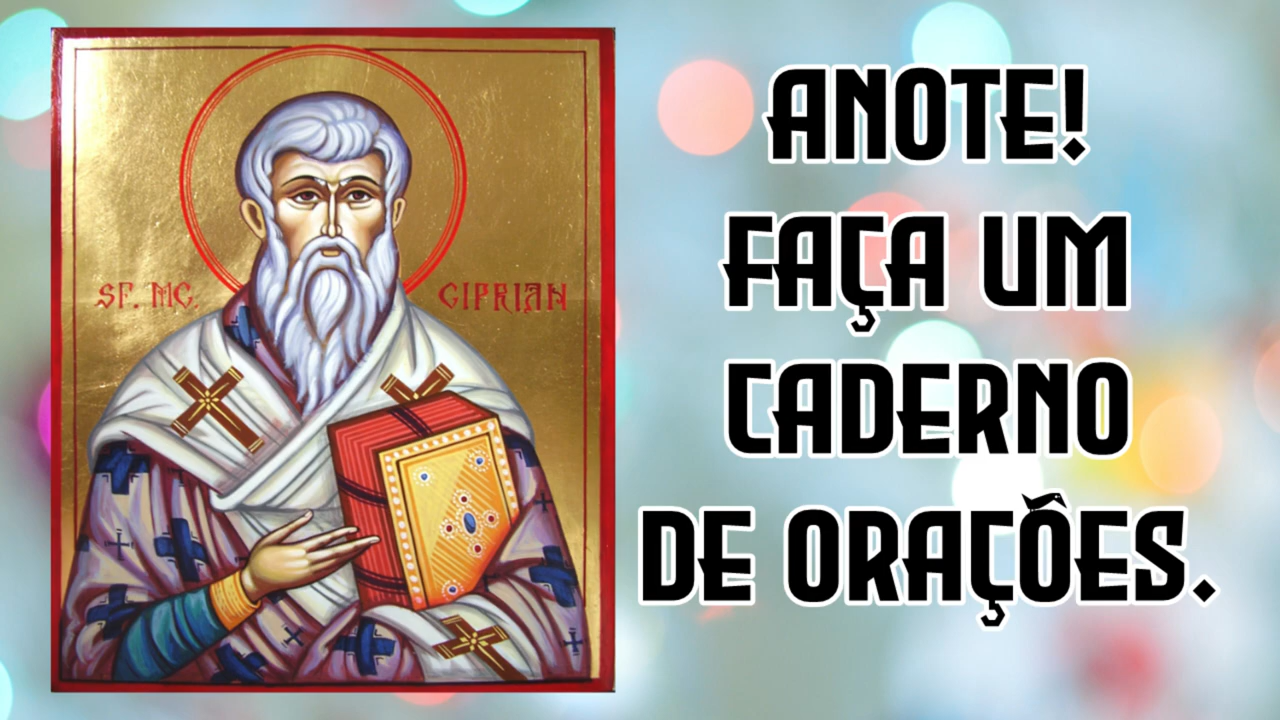 SF. MC. CIPRIAN
ANOTE!
FAÇA UM
CADERNO
DE ORAÇÕES.